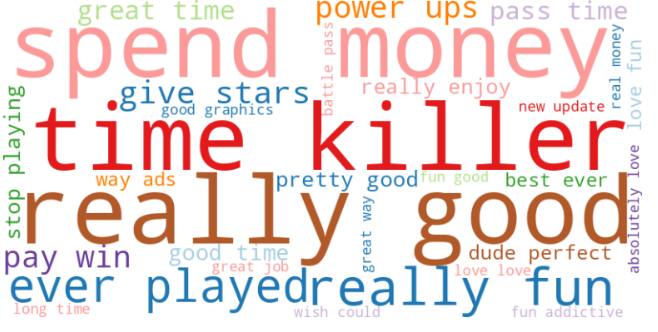 great time
power ups
pass time
spend money
battle pass
real money
love fun
really enjoy
give stars
good graphics
new update
stop playing
time killer
way ads
pretty good
fun good
best ever
absolutely love
really good
great way
pay win
good time
dude perfect
great job
love love
ever played
really fun
long time
wish could
fun addictive